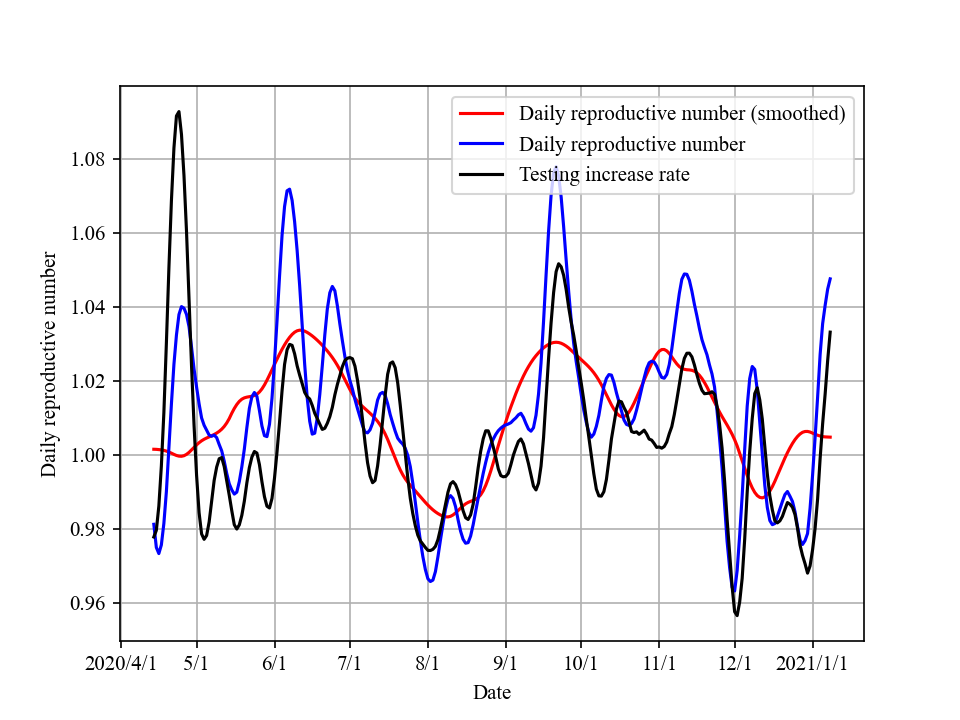 Daily reproductive number (smoothed)
Daily reproductive number
Testing increase rate
Daily reproductive number
1.08
1.06
1.04
1.02
1.00
0.98
0.96
2020/4/1 5/1 6/1 7/1 8/1 9/1 10/1 11/1 12/1 2021/1/1
Date